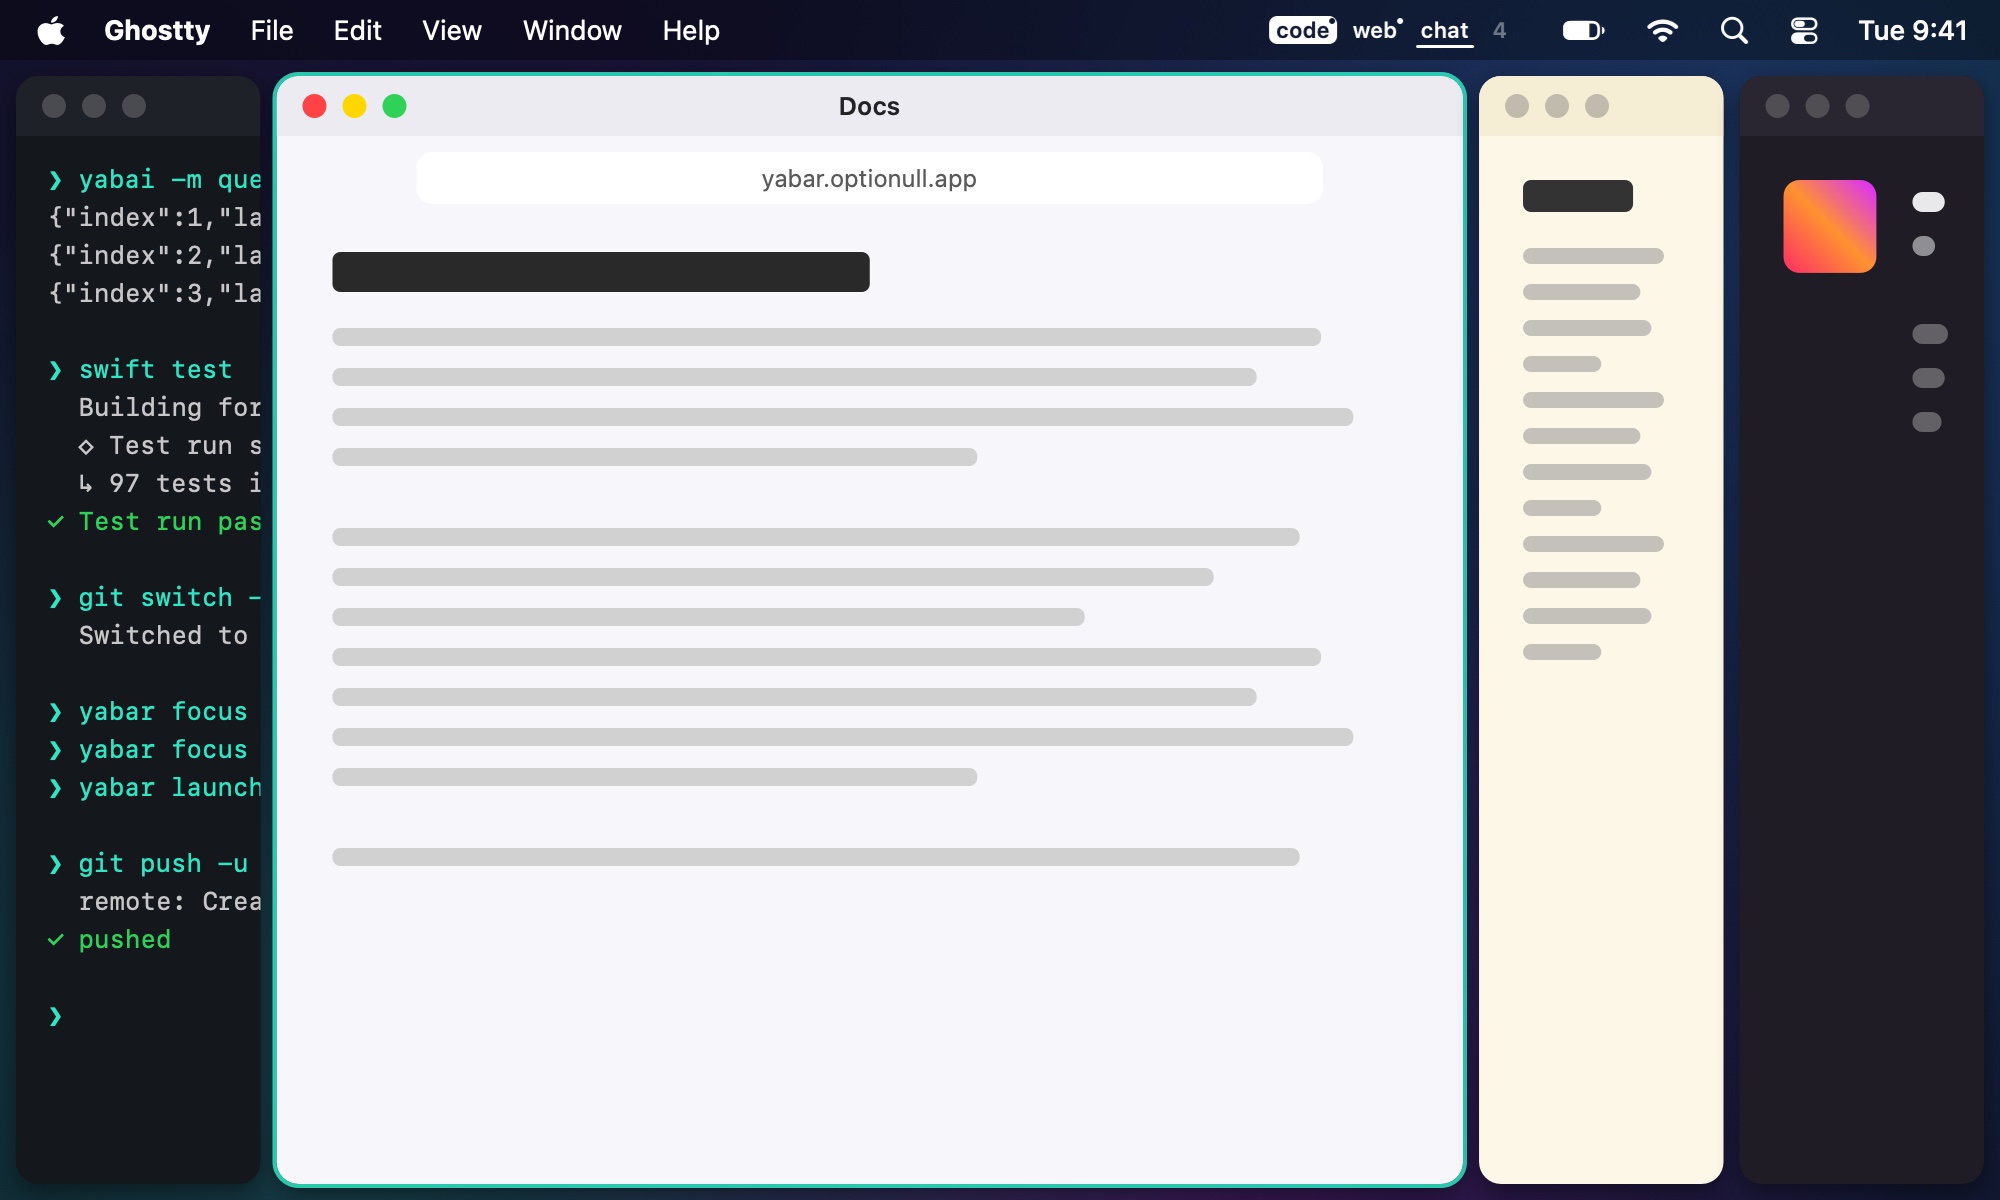 Ghostty File Edit View Window Help code web chat 4 Tue 9:41
❯ yabai -m que
{"index":1,"la
{"index":2,"la
{"index":3,"la
❯ swift test
Building for
◇ Test run s
↳ 97 tests i
✓ Test run pas
❯ git switch -
Switched to
❯ yabar focus
❯ yabar focus
❯ yabar launch
❯ git push -u
remote: Crea
✓ pushed
❯
Docs
yabar.optionull.app